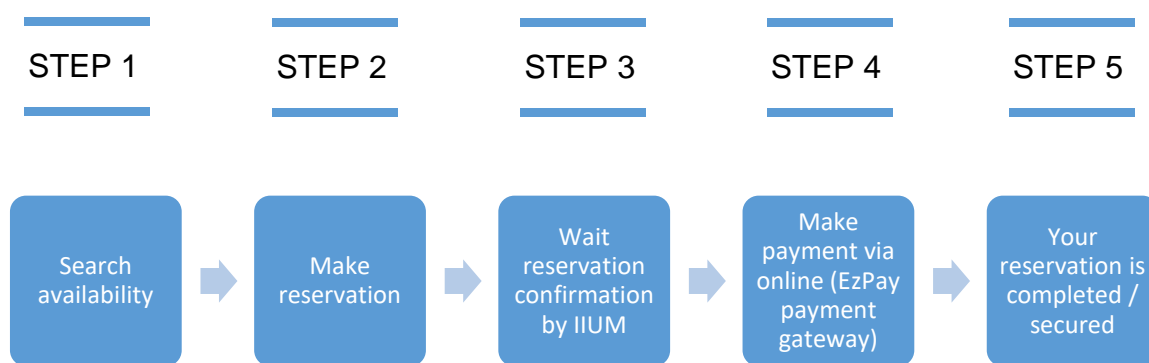 STEP 1
STEP 2
STEP 3
STEP 4
STEP 5
Search
availability
Make
reservation
Wait
reservation
confirmation
by IIUM
Make
payment via
online (EzPay
payment
gateway)
Your
reservation is
completed /
secured